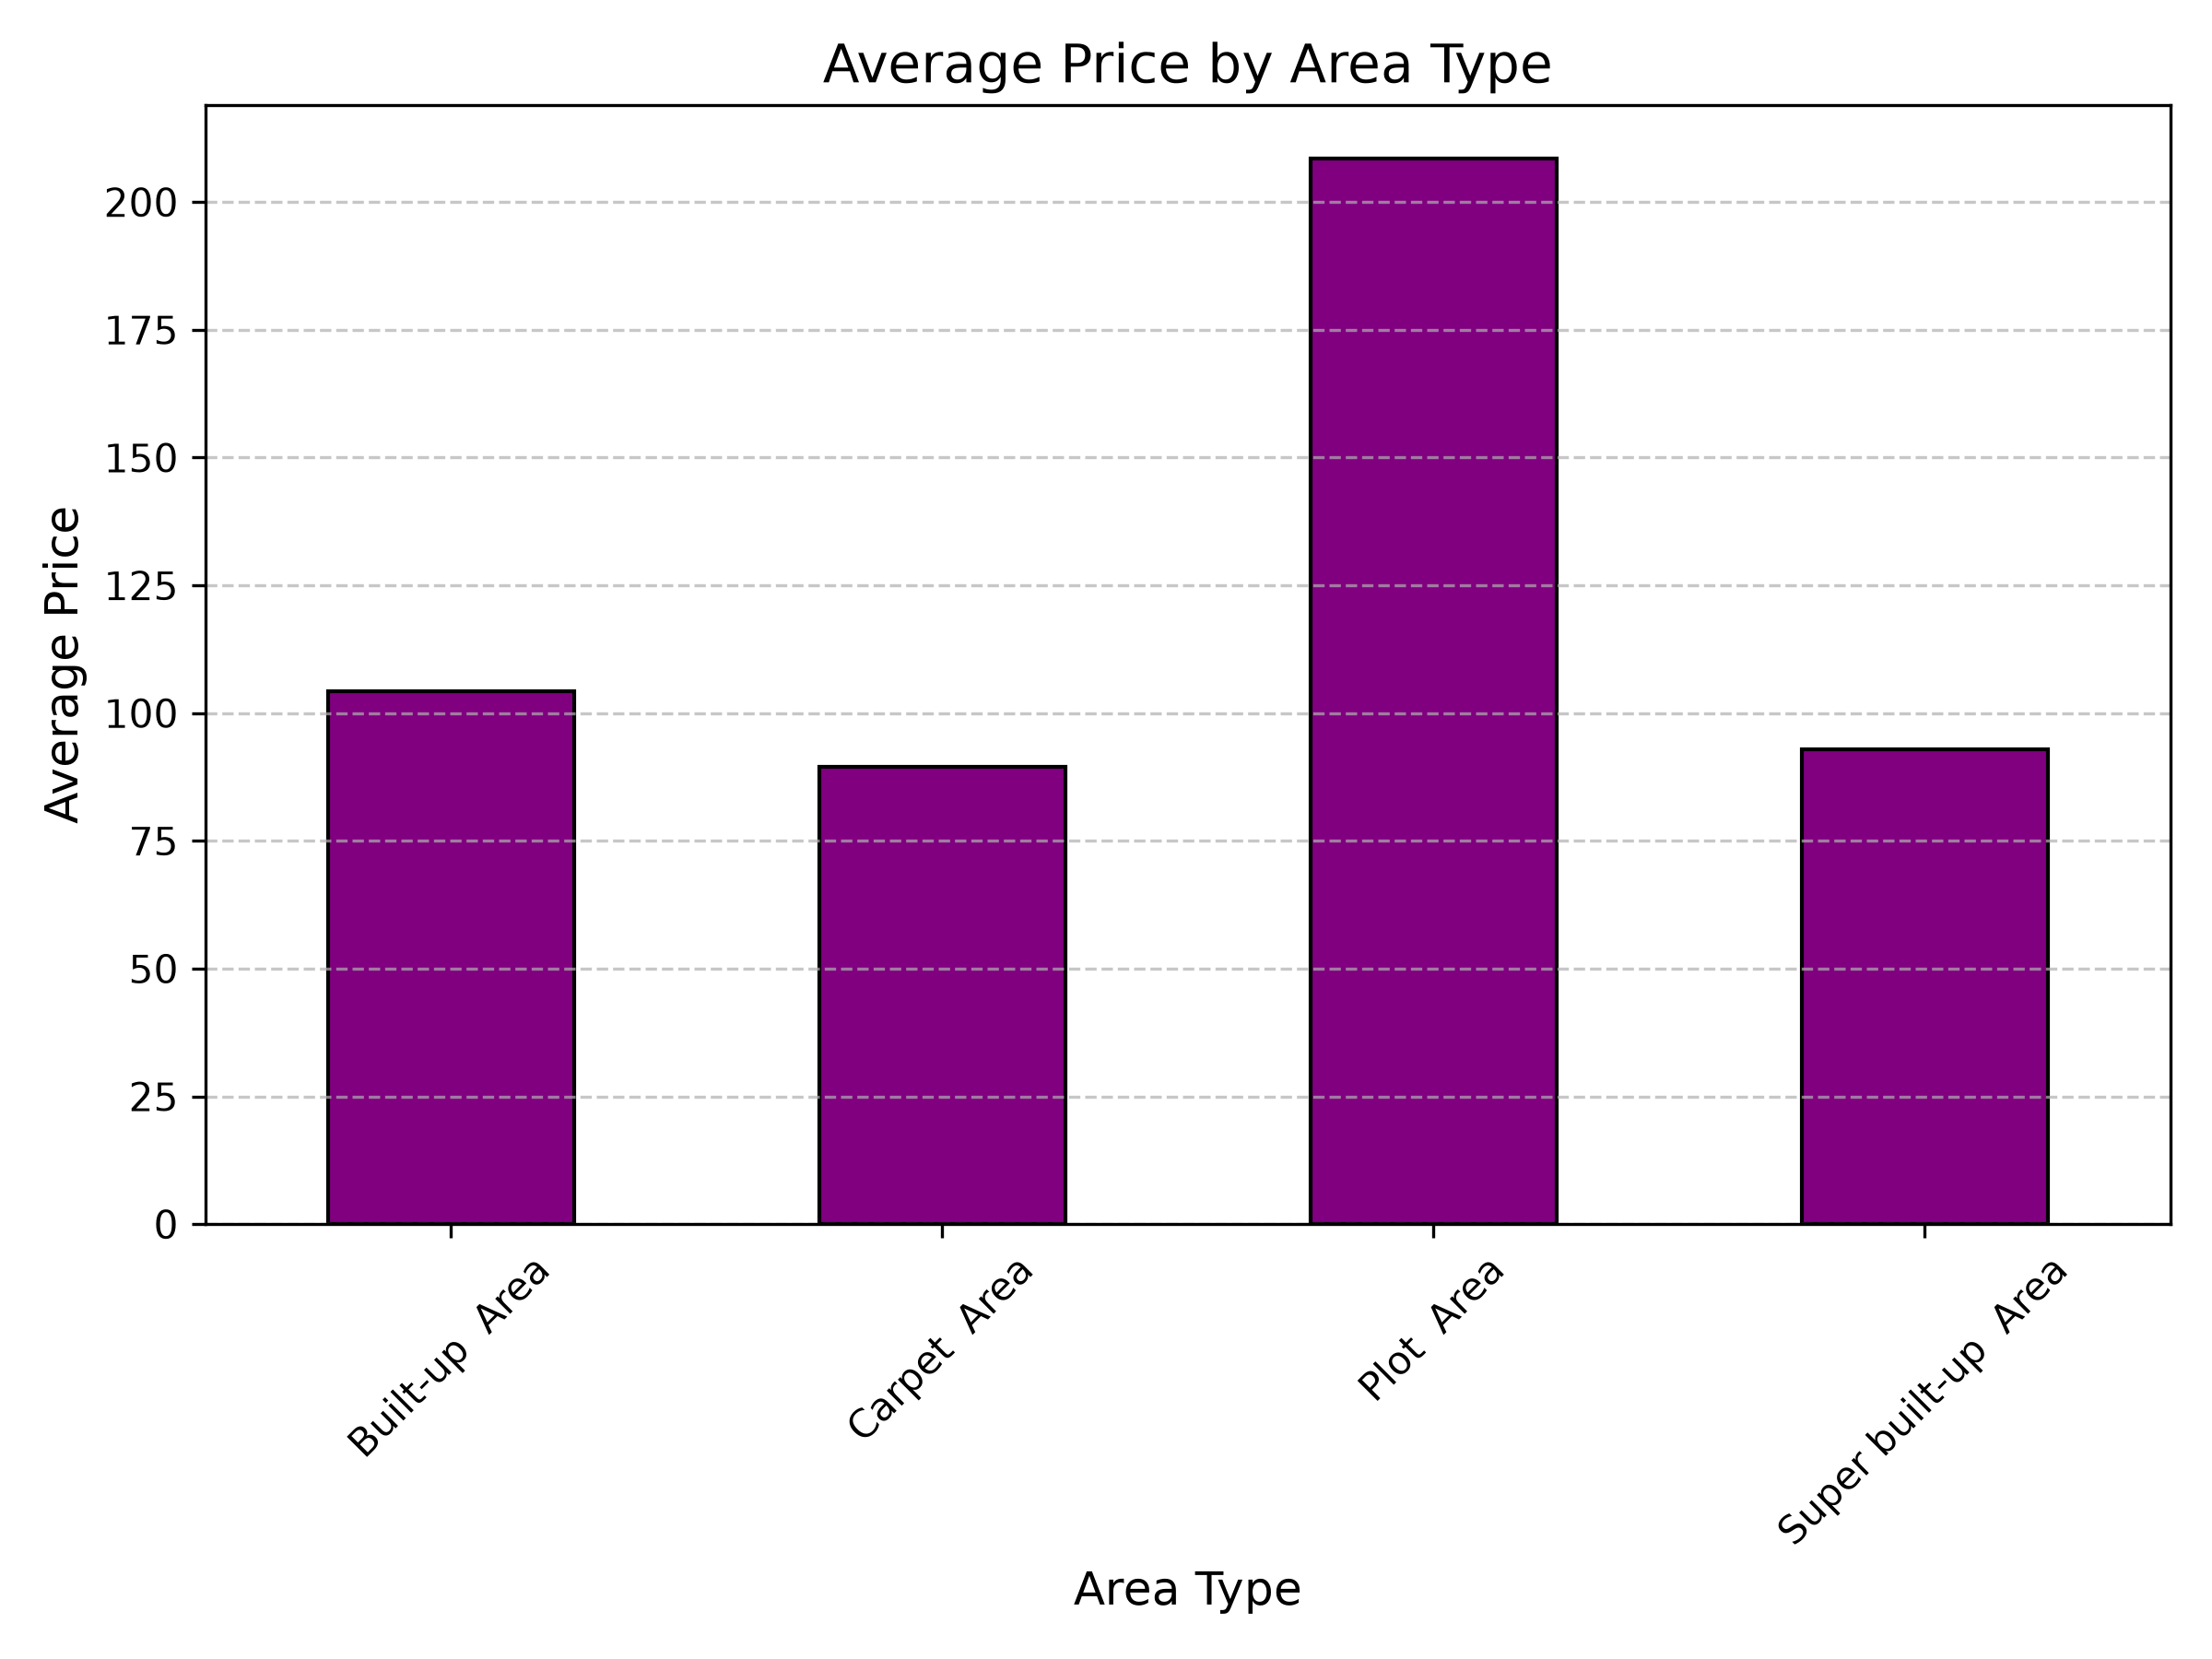 Average Price by Area Type
Average Price
200
175
150
125
100
75
50
25
0
Built-up  Area
Carpet  Area
Plot  Area
Super built-up  Area
Area Type